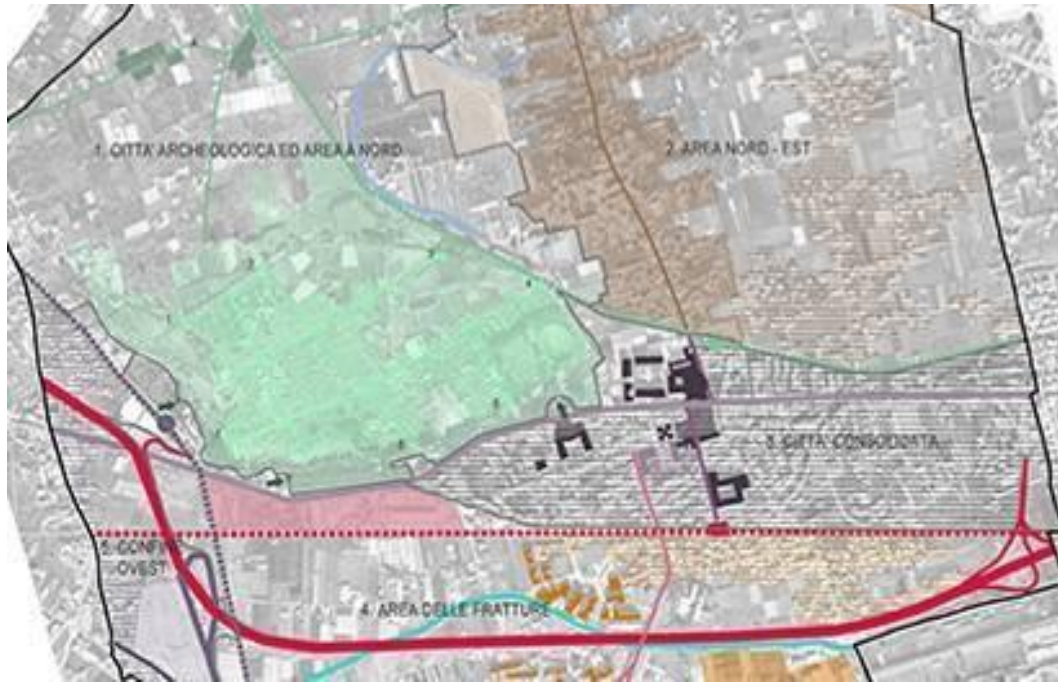 1. CITTA' ARCHEOLOGICA ED AREA A NORD
2. AREA NORD - EST
3. CITTA' CONSOLIDATA
5. CONFINE
OVEST
4. AREA DELLE FRATTURE